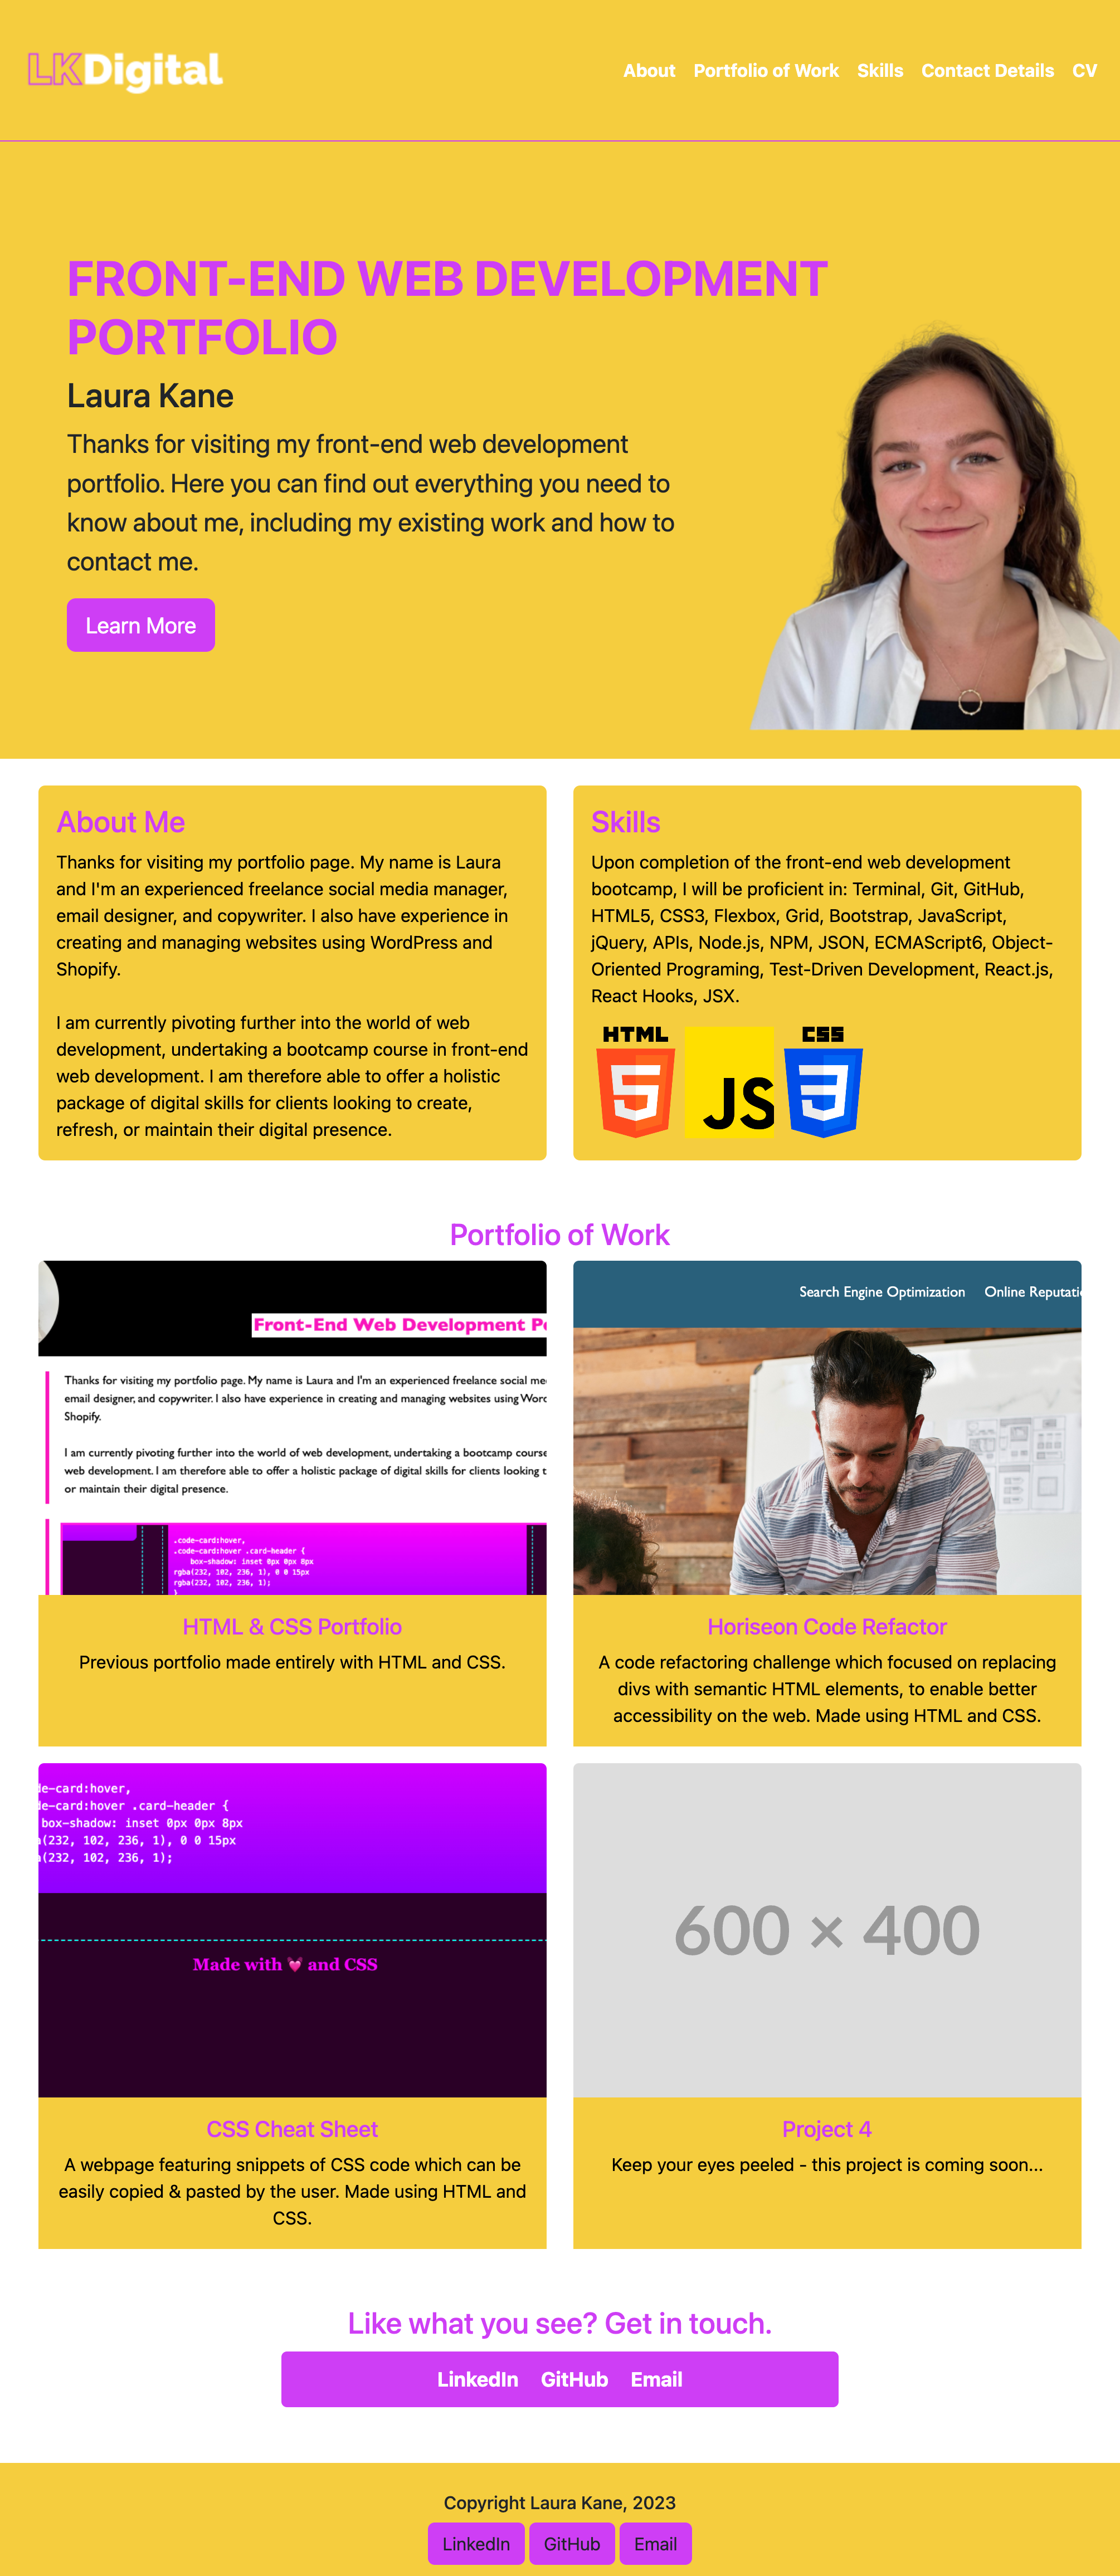 LKDigital
About Portfolio of Work Skills Contact Details CV
FRONT-END WEB DEVELOPMENT
PORTFOLIO
Laura Kane
Thanks for visiting my front-end web development
portfolio. Here you can find out everything you need to
know about me, including my existing work and how to
contact me.
Learn More
About Me
Thanks for visiting my portfolio page. My name is Laura
and I'm an experienced freelance social media manager,
email designer, and copywriter. I also have experience in
creating and managing websites using WordPress and
Shopify.
I am currently pivoting further into the world of web
development, undertaking a bootcamp course in front-end
web development. I am therefore able to offer a holistic
package of digital skills for clients looking to create,
refresh, or maintain their digital presence.
Skills
Upon completion of the front-end web development
bootcamp, I will be proficient in: Terminal, Git, GitHub,
HTML5, CSS3, Flexbox, Grid, Bootstrap, JavaScript,
jQuery, APIs, Node.js, NPM, JSON, ECMAScript6, Object-
Oriented Programing, Test-Driven Development, React.js,
React Hooks, JSX.
HTML CSS
5 JS 3
Portfolio of Work
Front-End Web Development Po
Thanks for visiting my portfolio page. My name is Laura and I'm an experienced freelance social me
email designer, and copywriter. I also have experience in creating and managing websites using Word
Shopify.
I am currently pivoting further into the world of web development, undertaking a bootcamp course
web development. I am therefore able to offer a holistic package of digital skills for clients looking t
or maintain their digital presence.
.code-card:hover,
.code-card:hover .card-header {
box-shadow: inset 0px 0px 8px
rgba(232, 102, 236, 1), 0 0 15px
rgba(232, 102, 236, 1);
}
HTML & CSS Portfolio
Previous portfolio made entirely with HTML and CSS.
Search Engine Optimization Online Reputatio
Horiseon Code Refactor
A code refactoring challenge which focused on replacing
divs with semantic HTML elements, to enable better
accessibility on the web. Made using HTML and CSS.
de-card:hover,
de-card:hover .card-header {
box-shadow: inset 0px 0px 8px
a(232, 102, 236, 1), 0 0 15px
a(232, 102, 236, 1);
Made with 💓 and CSS
CSS Cheat Sheet
A webpage featuring snippets of CSS code which can be
easily copied & pasted by the user. Made using HTML and
CSS.
600 × 400
Project 4
Keep your eyes peeled - this project is coming soon...
Like what you see? Get in touch.
LinkedIn GitHub Email
Copyright Laura Kane, 2023
LinkedIn GitHub Email